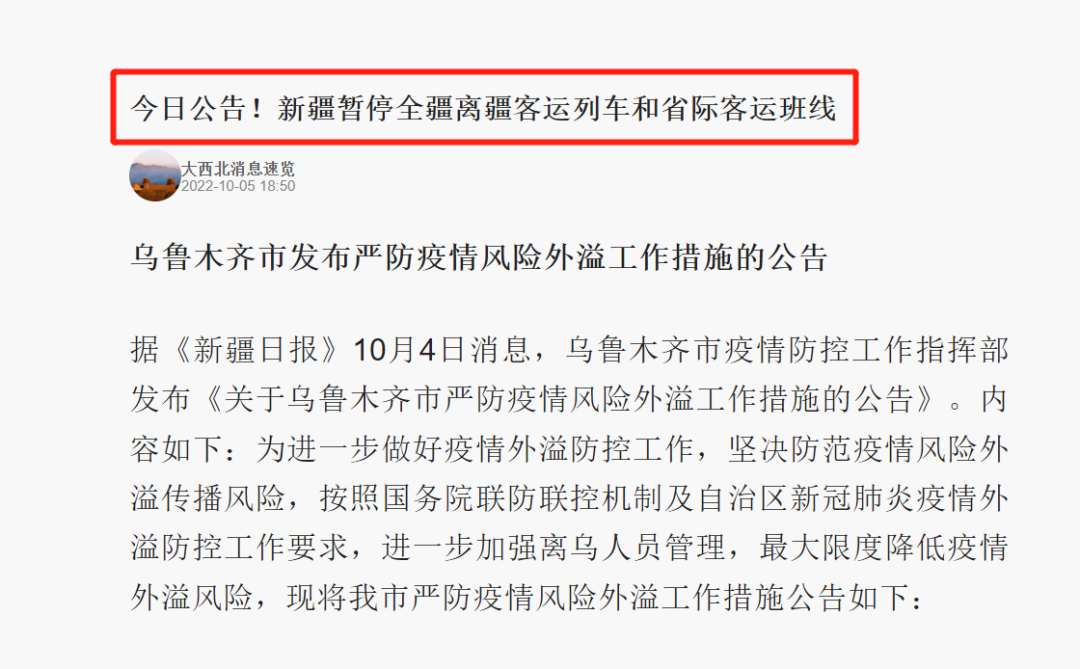 今日公告！新疆暂停全疆离疆客运列车和省际客运班线
大西北消息速览
2022-10-05 18:50
乌鲁木齐市发布严防疫情风险外溢工作措施的公告
据《新疆日报》10月4日消息，乌鲁木齐市疫情防控工作指挥部
发布《关于乌鲁木齐市严防疫情风险外溢工作措施的公告》。内
容如下：为进一步做好疫情外溢防控工作，坚决防范疫情风险外
溢传播风险，按照国务院联防联控机制及自治区新冠肺炎疫情外
溢防控工作要求，进一步加强离乌人员管理，最大限度降低疫情
外溢风险，现将我市严防疫情风险外溢工作措施公告如下：